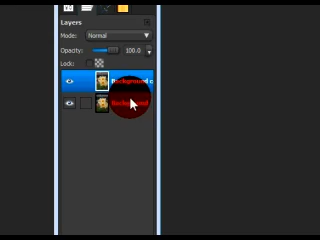 Layers
Mode: Normal
Opacity: 100.0
Lock:
Background c
Background